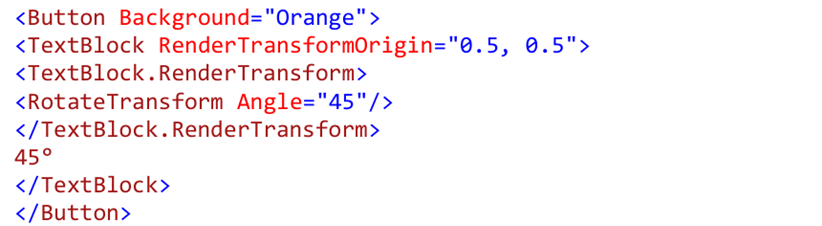 <Button Background="Orange">
<TextBlock RenderTransformOrigin="0.5, 0.5">
<TextBlock.RenderTransform>
<RotateTransform Angle="45"/>
</TextBlock.RenderTransform>
45°
</TextBlock>
</Button>